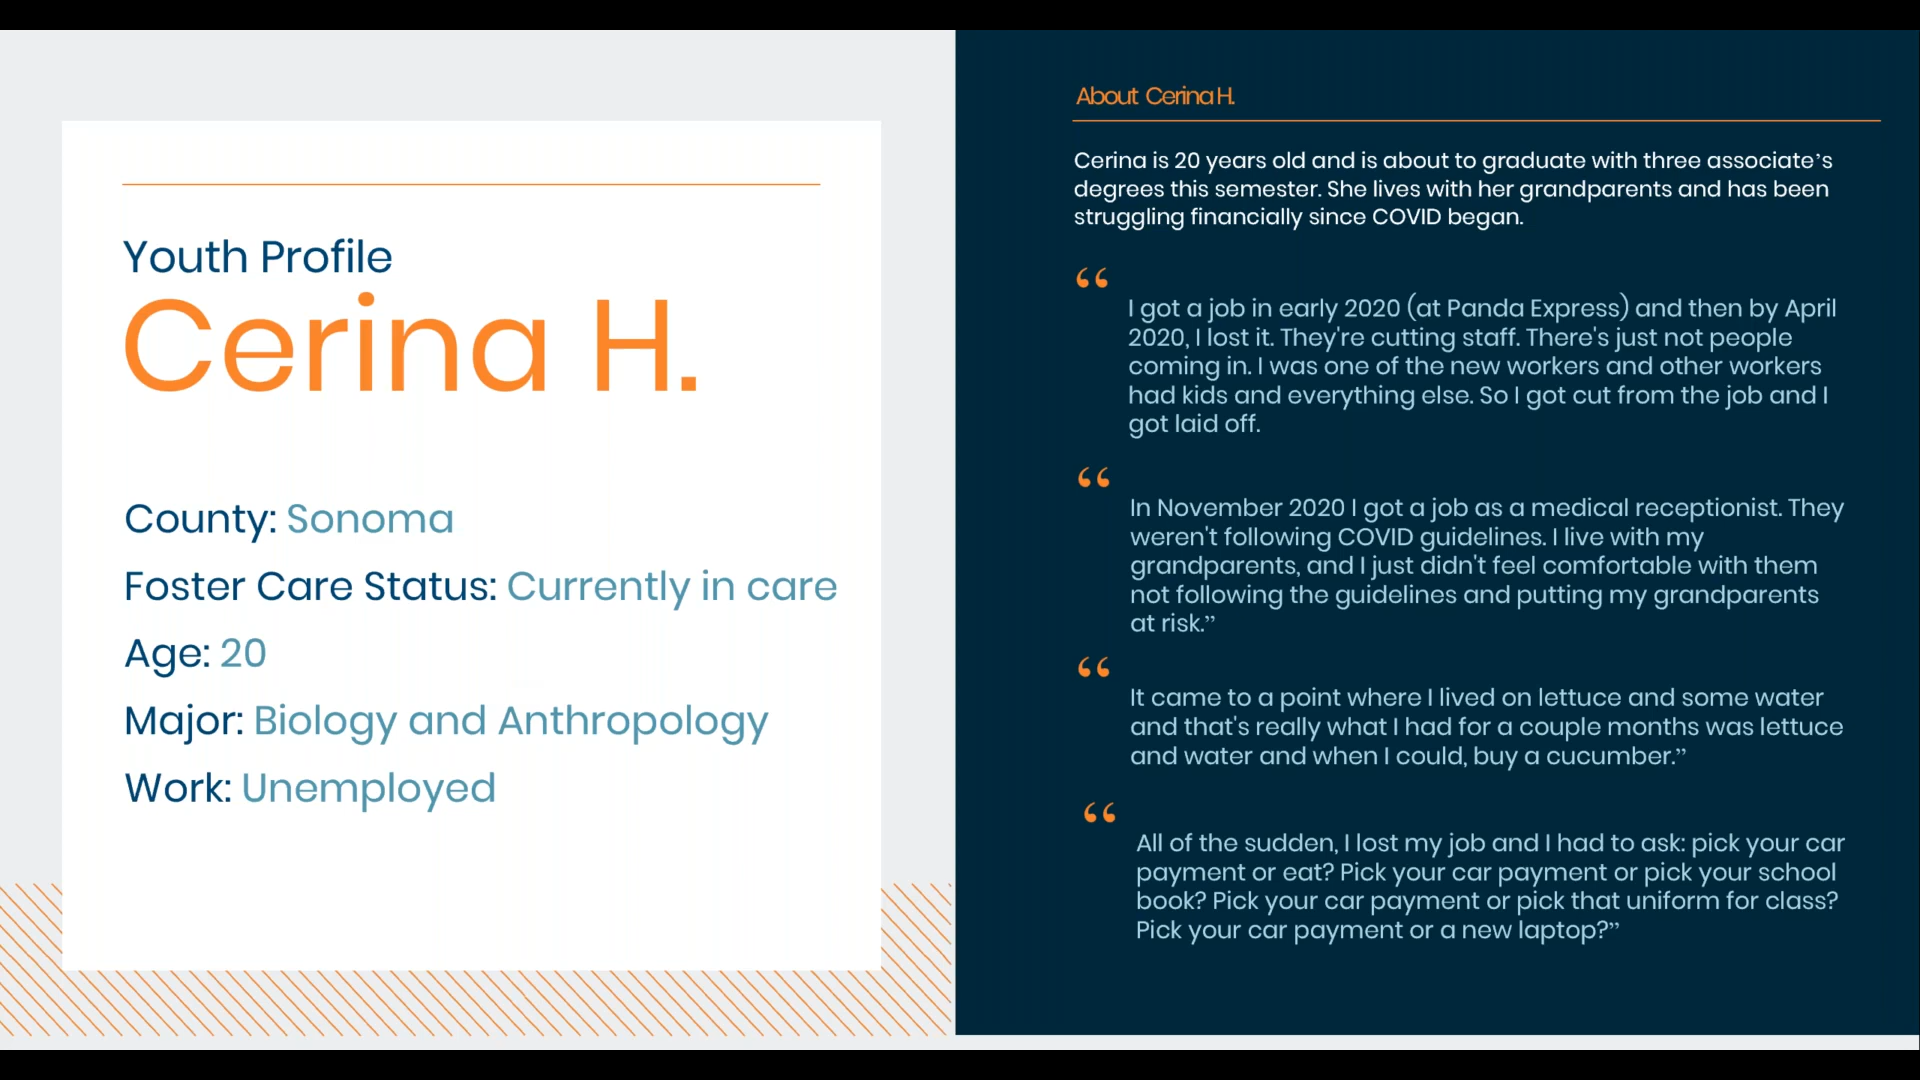 Youth Profile
Cerina H.
County: Sonoma
Foster Care Status: Currently in care
Age: 20
Major: Biology and Anthropology
Work: Unemployed
About Cerina H.
Cerina is 20 years old and is about to graduate with three associate’s
degrees this semester. She lives with her grandparents and has been
struggling financially since COVID began.
“
I got a job in early 2020 (at Panda Express) and then by April
2020, I lost it. They're cutting staff. There's just not people
coming in. I was one of the new workers and other workers
had kids and everything else. So I got cut from the job and I
got laid off.
“
In November 2020 I got a job as a medical receptionist. They
weren't following COVID guidelines. I live with my
grandparents, and I just didn't feel comfortable with them
not following the guidelines and putting my grandparents
at risk.”
“
It came to a point where I lived on lettuce and some water
and that's really what I had for a couple months was lettuce
and water and when I could, buy a cucumber.”
“
All of the sudden, I lost my job and I had to ask: pick your car
payment or eat? Pick your car payment or pick your school
book? Pick your car payment or pick that uniform for class?
Pick your car payment or a new laptop?”